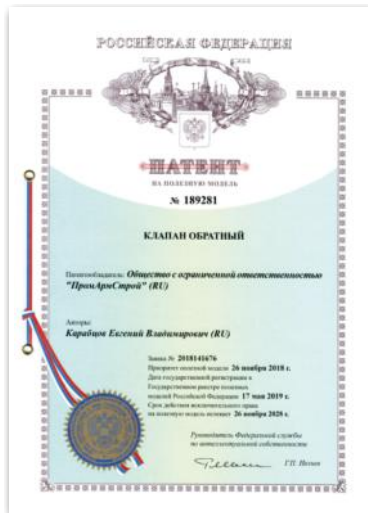 РОССИЙСКАЯ ФЕДЕРАЦИЯ
ПАТЕНТ
НА ПОЛЕЗНУЮ МОДЕЛЬ
№ 189281
КЛАПАН ОБРАТНЫЙ
Патентообладатель: Общество с ограниченной ответственностью
"ПромАрмСтрой" (RU)
Авторы:
Карабцов Евгений Владимирович (RU)
Заявка № 2018141676
Приоритет полезной модели 26 ноября 2018 г.
Дата государственной регистрации в
Государственном реестре полезных
моделей Российской Федерации 17 мая 2019 г.
Срок действия исключительного права
на полезную модель истекает 26 ноября 2028 г.
Руководитель Федеральной службы
по интеллектуальной собственности
Г.П. Ивлиев